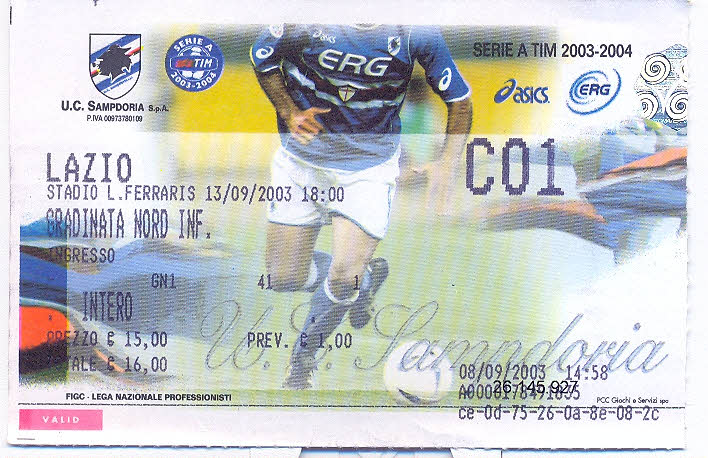 SERIE A TIM 2003-2004
SERIE A
TIM
2003-2004
asics
ERG
asics. ERG
U.C. SAMPDORIA S.p.A.
P.IVA 00973780109
LAZIO
C01
STADIO L.FERRARIS 13/09/2003 18:00
GRADINATA NORD INF.
INGRESSO
GN1 41 1
. INTERO
PREZZO € 15,00 PREV. € 1,00
TOTALE € 16,00
U.C. Sampdoria
08/09/2003 14:58
26-145.927
FIGC - LEGA NAZIONALE PROFESSIONISTI
PCC Giochi e Servizi spa
ce-0d-75-26-0a-8e-08-2c
VALID